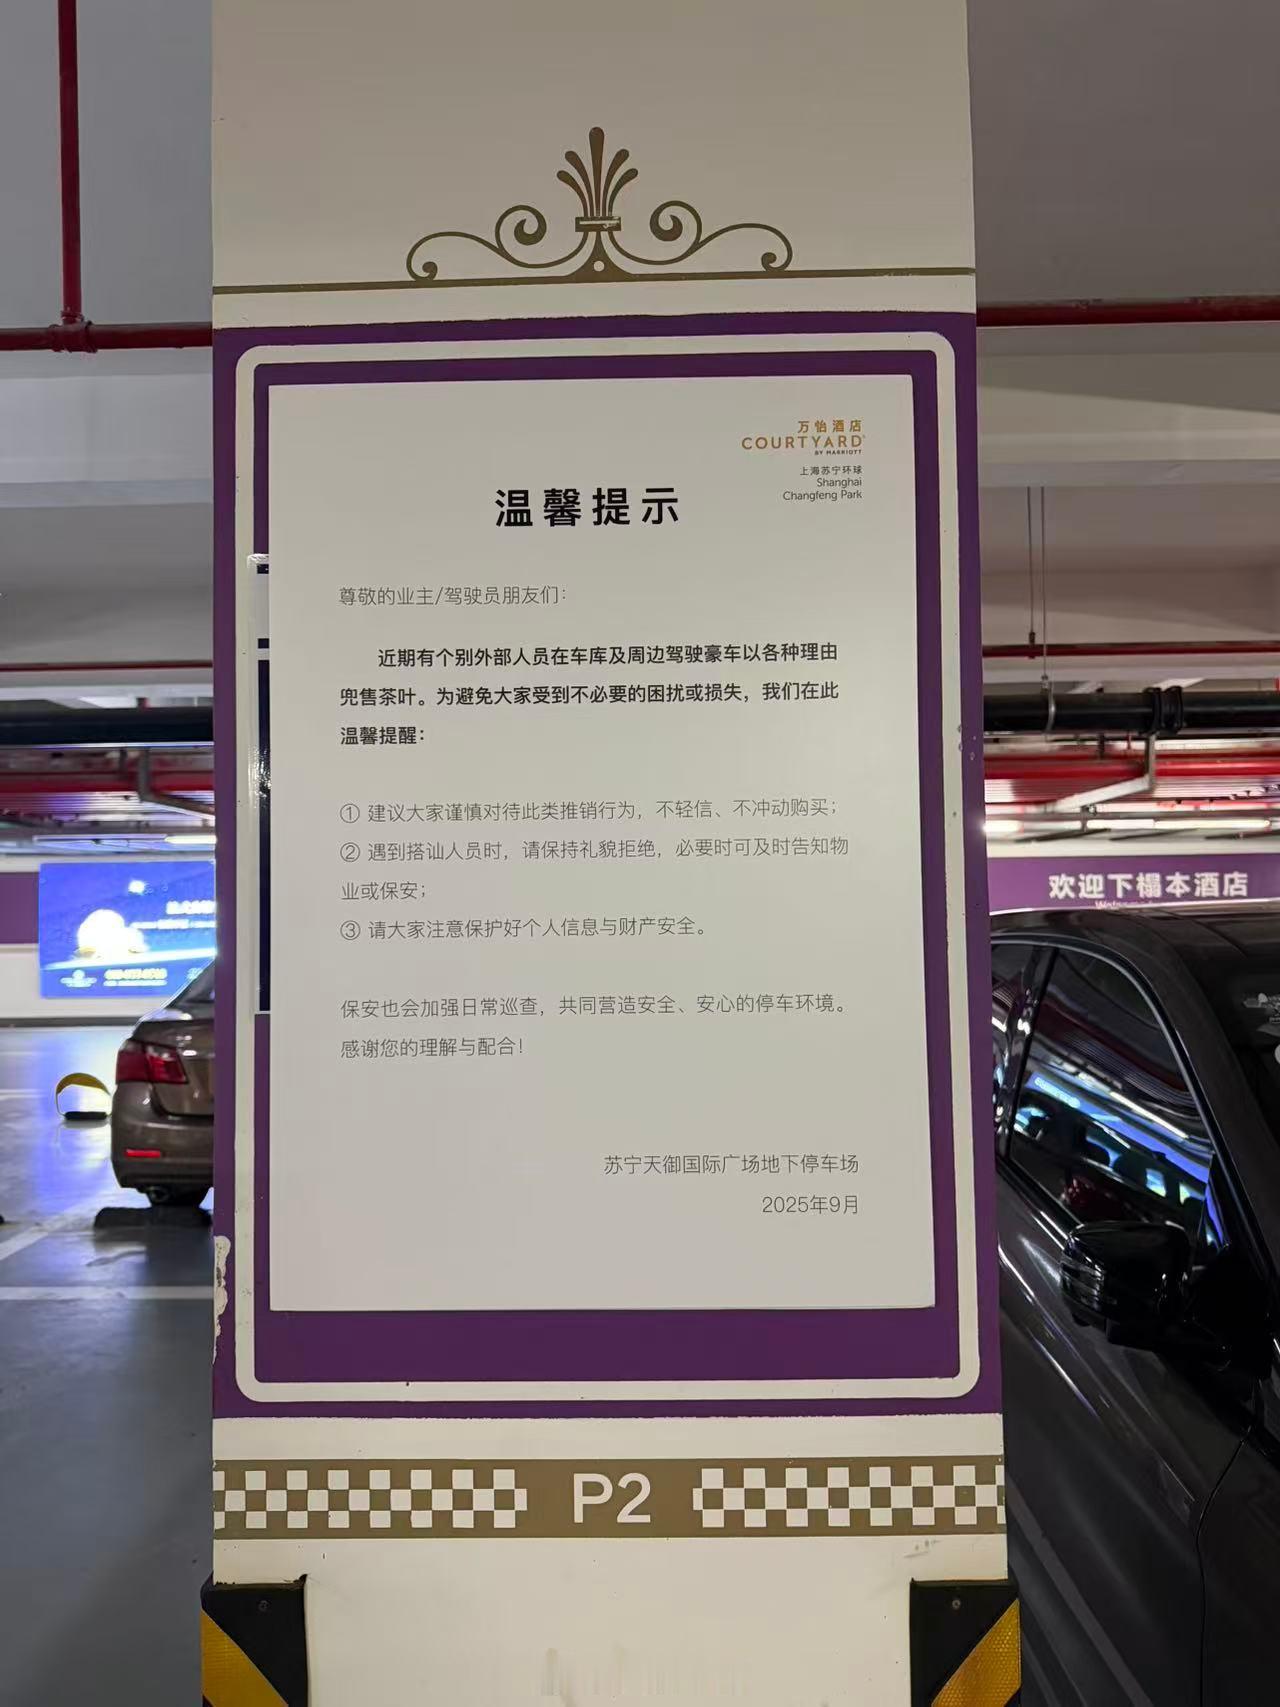 万怡酒店
COURTYARD®
BY MARRIOTT
上海苏宁环球
Shanghai
Changfeng Park
温馨提示
尊敬的业主/驾驶员朋友们：
近期有个别外部人员在车库及周边驾驶豪车以各种理由
兜售茶叶。为避免大家受到不必要的困扰或损失，我们在此
温馨提醒：
① 建议大家谨慎对待此类推销行为，不轻信、不冲动购买；
② 遇到搭讪人员时，请保持礼貌拒绝，必要时可及时告知物
业或保安；
③ 请大家注意保护好个人信息与财产安全。
保安也会加强日常巡查，共同营造安全、安心的停车环境。
感谢您的理解与配合！
苏宁天御国际广场地下停车场
2025年9月
欢迎下榻本酒店
P2